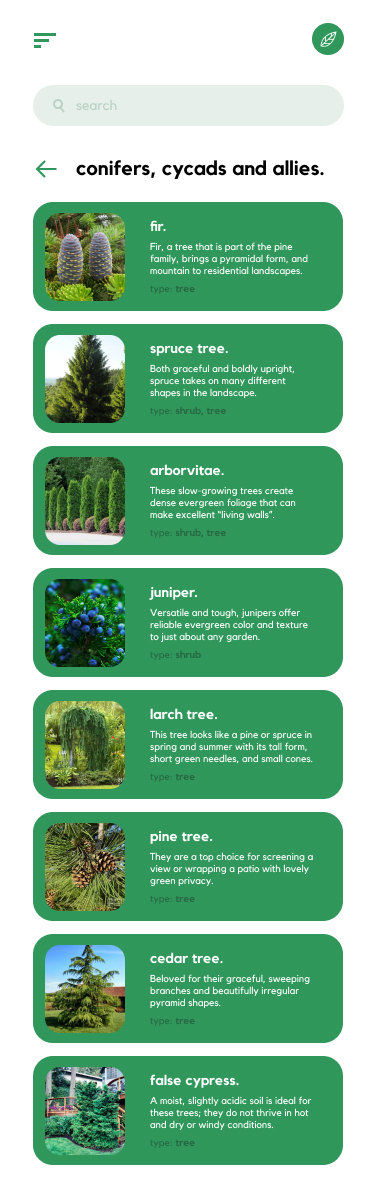 search
conifers, cycads and allies.
fir.
Fir, a tree that is part of the pine
family, brings a pyramidal form, and
mountain to residential landscapes.
type: tree
spruce tree.
Both graceful and boldly upright,
spruce takes on many different
shapes in the landscape.
type: shrub, tree
arborvitae.
These slow-growing trees create
dense evergreen foliage that can
make excellent "living walls".
type: shrub, tree
juniper.
Versatile and tough, junipers offer
reliable evergreen color and texture
to just about any garden.
type: shrub
larch tree.
This tree looks like a pine or spruce in
spring and summer with its tall form,
short green needles, and small cones.
type: tree
pine tree.
They are a top choice for screening a
view or wrapping a patio with lovely
green privacy.
type: tree
cedar tree.
Beloved for their graceful, sweeping
branches and beautifully irregular
pyramid shapes.
type: tree
false cypress.
A moist, slightly acidic soil is ideal for
these trees; they do not thrive in hot
and dry or windy conditions.
type: tree